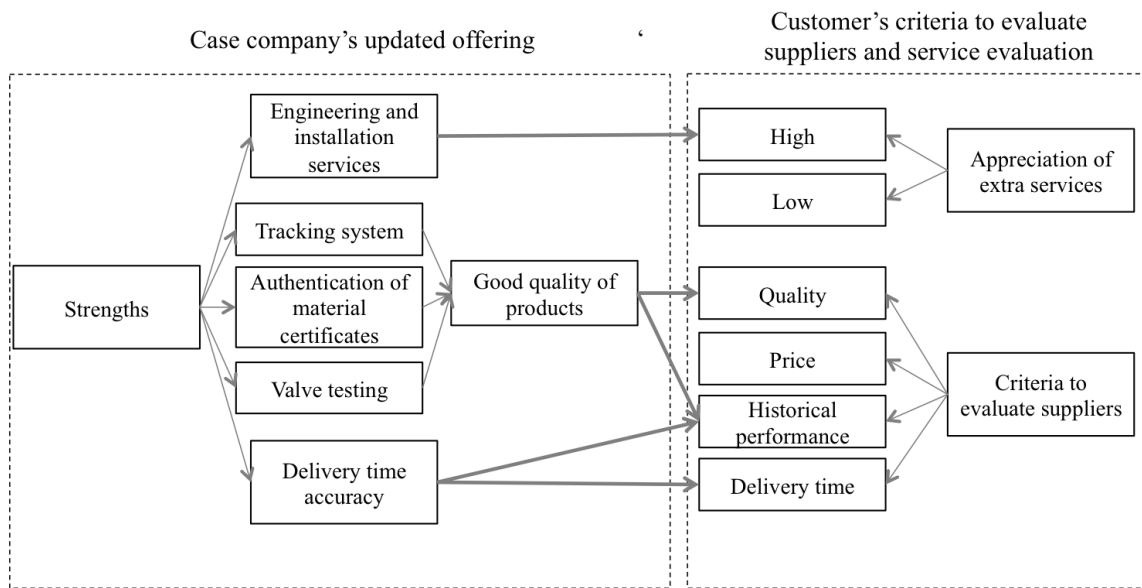 Case company's updated offering
‘
Customer's criteria to evaluate
suppliers and service evaluation
Engineering and
installation
services
Tracking system
Authentication of
material
certificates
Valve testing
Delivery time
accuracy
Strengths
Good quality of
products
High
Low
Appreciation of
extra services
Quality
Price
Historical
performance
Delivery time
Criteria to
evaluate suppliers